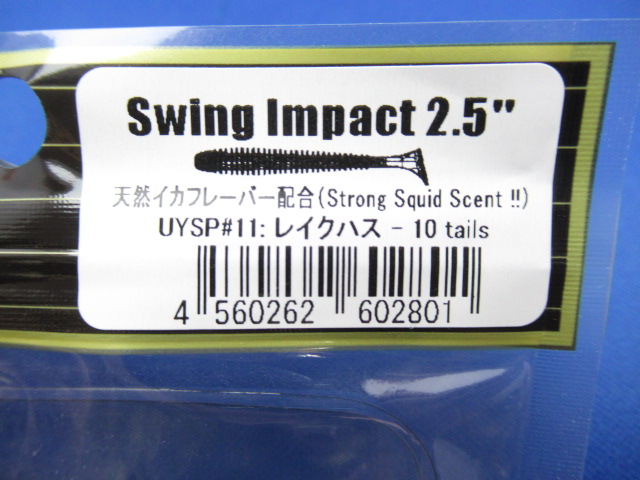 Swing Impact 2.5"
天然イカフレーバー配合(Strong Squid Scent !!)
UYSP#11: レイクハス - 10 tails
4 560262 602801